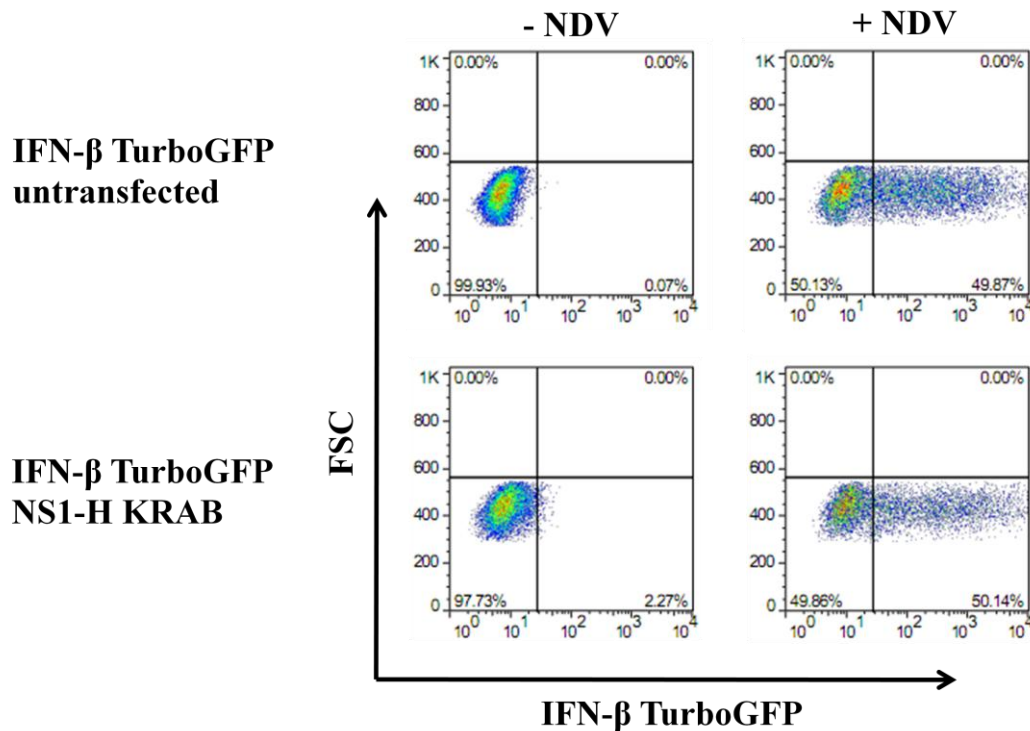 - NDV
+ NDV
IFN-β TurboGFP
untransfected
1K
800
600
400
200
0
0.00%
0.00%
99.93%
0.07%
10^0 10^1 10^2 10^3 10^4
1K
800
600
400
200
0
0.00%
0.00%
50.13%
49.87%
10^0 10^1 10^2 10^3 10^4
FSC
IFN-β TurboGFP
NS1-H KRAB
1K
800
600
400
200
0
0.00%
0.00%
97.73%
2.27%
10^0 10^1 10^2 10^3 10^4
1K
800
600
400
200
0
0.00%
0.00%
49.86%
50.14%
10^0 10^1 10^2 10^3 10^4
IFN-β TurboGFP